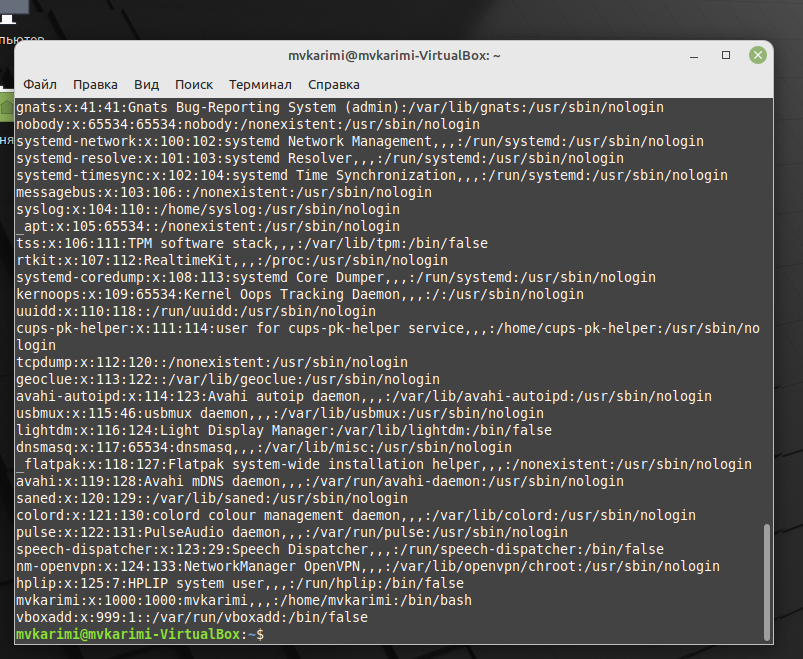 mvkarimi@mvkarimi-VirtualBox: ~
Файл Правка Вид Поиск Терминал Справка
gnats:x:41:41:Gnats Bug-Reporting System (admin):/var/lib/gnats:/usr/sbin/nologin
nobody:x:65534:65534:nobody:/nonexistent:/usr/sbin/nologin
systemd-network:x:100:102:systemd Network Management,,,:/run/systemd:/usr/sbin/nologin
systemd-resolve:x:101:103:systemd Resolver,,,:/run/systemd:/usr/sbin/nologin
systemd-timesync:x:102:104:systemd Time Synchronization,,,:/run/systemd:/usr/sbin/nologin
messagebus:x:103:106::/nonexistent:/usr/sbin/nologin
syslog:x:104:110::/home/syslog:/usr/sbin/nologin
_apt:x:105:65534::/nonexistent:/usr/sbin/nologin
tss:x:106:111:TPM software stack,,,:/var/lib/tpm:/bin/false
rtkit:x:107:112:RealtimeKit,,,:/proc:/usr/sbin/nologin
systemd-coredump:x:108:113:systemd Core Dumper,,,:/run/systemd:/usr/sbin/nologin
kernoops:x:109:65534:Kernel Oops Tracking Daemon,,,:/:/usr/sbin/nologin
uuidd:x:110:118::/run/uuidd:/usr/sbin/nologin
cups-pk-helper:x:111:114:user for cups-pk-helper service,,,:/home/cups-pk-helper:/usr/sbin/no
login
tcpdump:x:112:120::/nonexistent:/usr/sbin/nologin
geoclue:x:113:122::/var/lib/geoclue:/usr/sbin/nologin
avahi-autoipd:x:114:123:Avahi autoip daemon,,,:/var/lib/avahi-autoipd:/usr/sbin/nologin
usbmux:x:115:46:usbmux daemon,,,:/var/lib/usbmux:/usr/sbin/nologin
lightdm:x:116:124:Light Display Manager:/var/lib/lightdm:/bin/false
dnsmasq:x:117:65534:dnsmasq,,,:/var/lib/misc:/usr/sbin/nologin
_flatpak:x:118:127:Flatpak system-wide installation helper,,,:/nonexistent:/usr/sbin/nologin
avahi:x:119:128:Avahi mDNS daemon,,,:/var/run/avahi-daemon:/usr/sbin/nologin
saned:x:120:129::/var/lib/saned:/usr/sbin/nologin
colord:x:121:130:colord colour management daemon,,,:/var/lib/colord:/usr/sbin/nologin
pulse:x:122:131:PulseAudio daemon,,,:/var/run/pulse:/usr/sbin/nologin
speech-dispatcher:x:123:29:Speech Dispatcher,,,:/run/speech-dispatcher:/bin/false
nm-openvpn:x:124:133:NetworkManager OpenVPN,,,:/var/lib/openvpn/chroot:/usr/sbin/nologin
hplip:x:125:7:HPLIP system user,,,:/run/hplip:/bin/false
mvkarimi:x:1000:1000:mvkarimi,,,:/home/mvkarimi:/bin/bash
vboxadd:x:999:1::/var/run/vboxadd:/bin/false
mvkarimi@mvkarimi-VirtualBox:~$